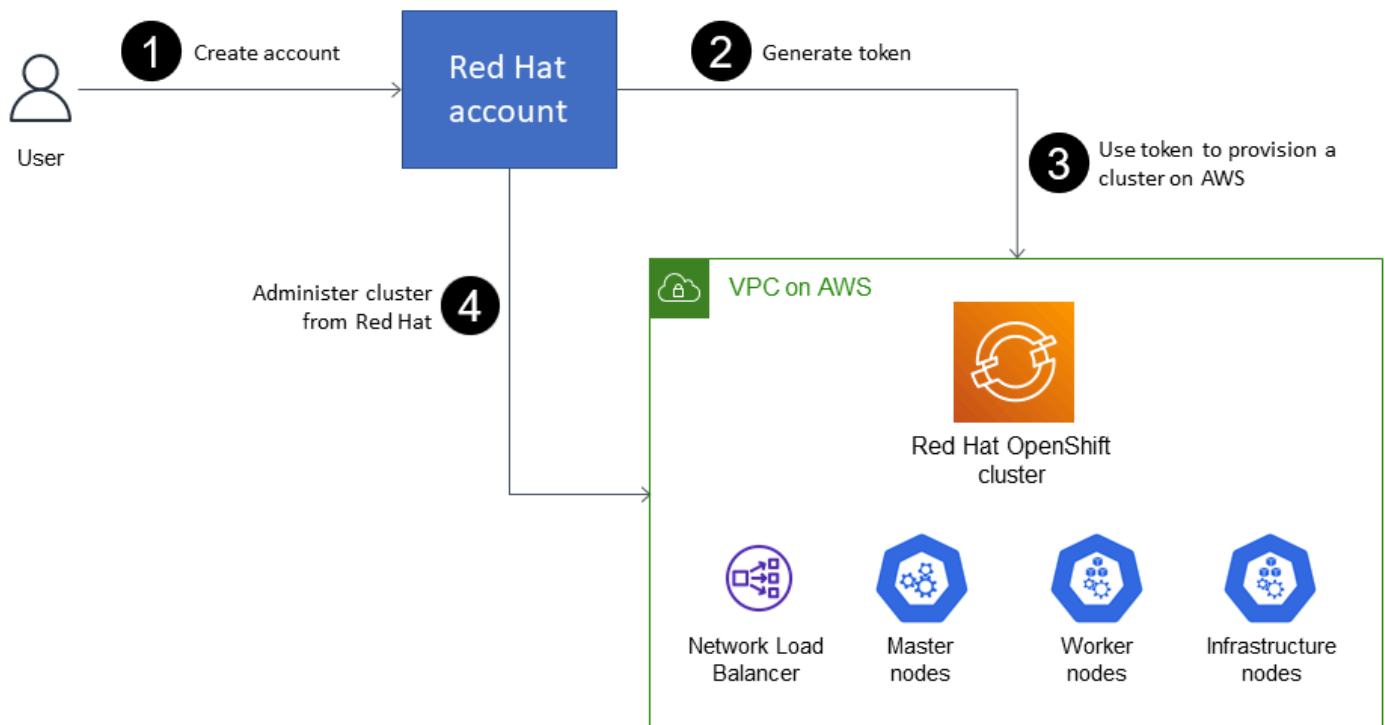 1
Create account
Red Hat
account
2
Generate token
User
3
Use token to provision a
cluster on AWS
4
Administer cluster
from Red Hat
VPC on AWS
Red Hat OpenShift
cluster
Network Load
Balancer
Master
nodes
Worker
nodes
Infrastructure
nodes